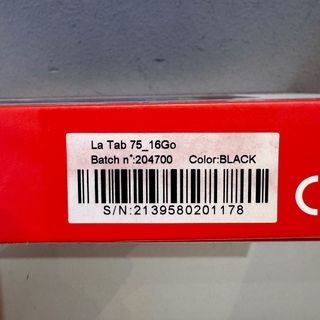 La Tab 75_16Go
Batch n°:204700 Color:BLACK
S/N:2139580201178